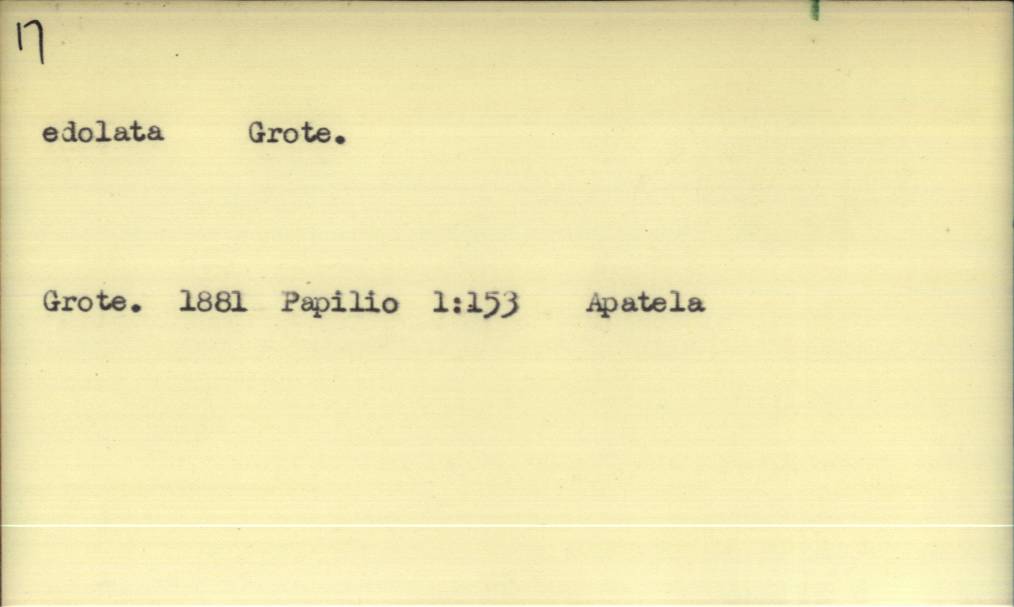 17
edolata Grote.
Grote. 1881 Papilio 1:153 Apatela